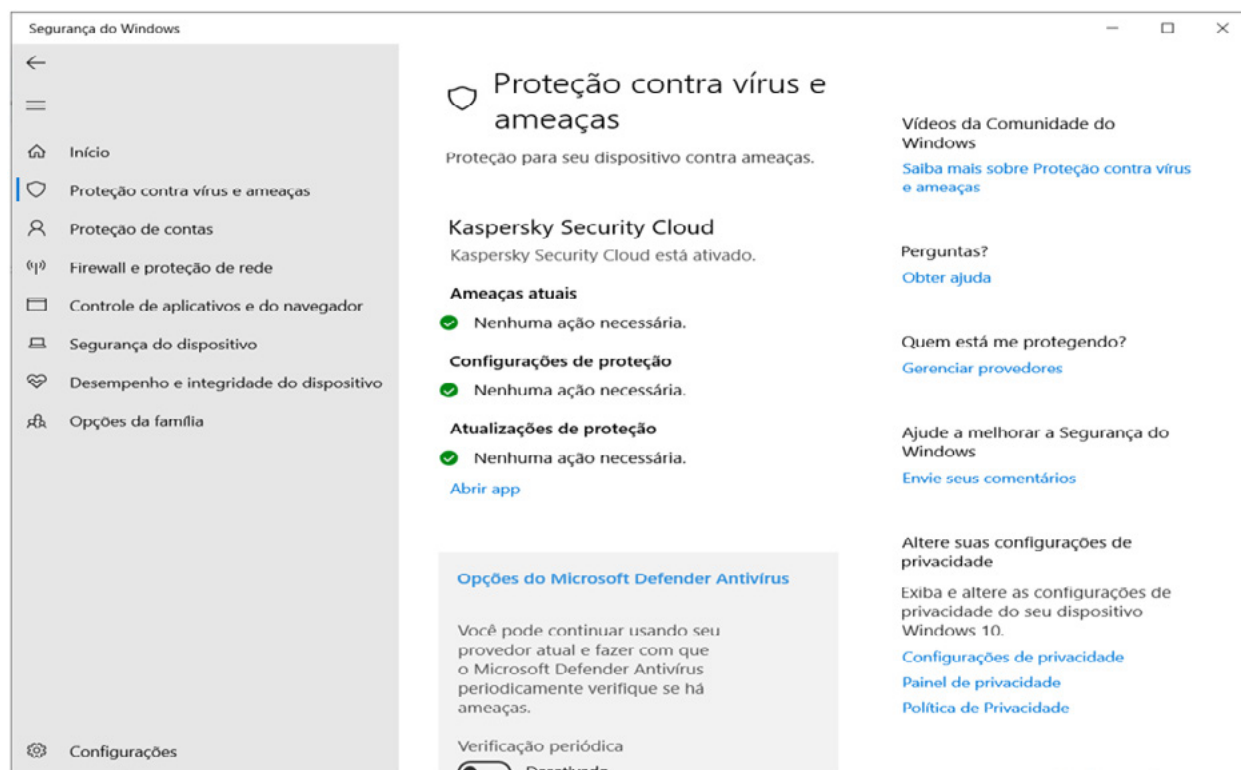 Segurança do Windows
Início
Proteção contra vírus e ameaças
Proteção de contas
Firewall e proteção de rede
Controle de aplicativos e do navegador
Segurança do dispositivo
Desempenho e integridade do dispositivo
Opções da família
Configurações
Proteção contra vírus e
ameaças
Proteção para seu dispositivo contra ameaças.
Kaspersky Security Cloud
Kaspersky Security Cloud está ativado.
Ameaças atuais
Nenhuma ação necessária.
Configurações de proteção
Nenhuma ação necessária.
Atualizações de proteção
Nenhuma ação necessária.
Abrir app
Opções do Microsoft Defender Antivírus
Você pode continuar usando seu
provedor atual e fazer com que
o Microsoft Defender Antivírus
periodicamente verifique se há
ameaças.
Verificação periódica
Desativado
Vídeos da Comunidade do
Windows
Saiba mais sobre Proteção contra vírus
e ameaças
Perguntas?
Obter ajuda
Quem está me protegendo?
Gerenciar provedores
Ajude a melhorar a Segurança do
Windows
Envie seus comentários
Altere suas configurações de
privacidade
Exiba e altere as configurações de
privacidade do seu dispositivo
Windows 10.
Configurações de privacidade
Painel de privacidade
Política de Privacidade